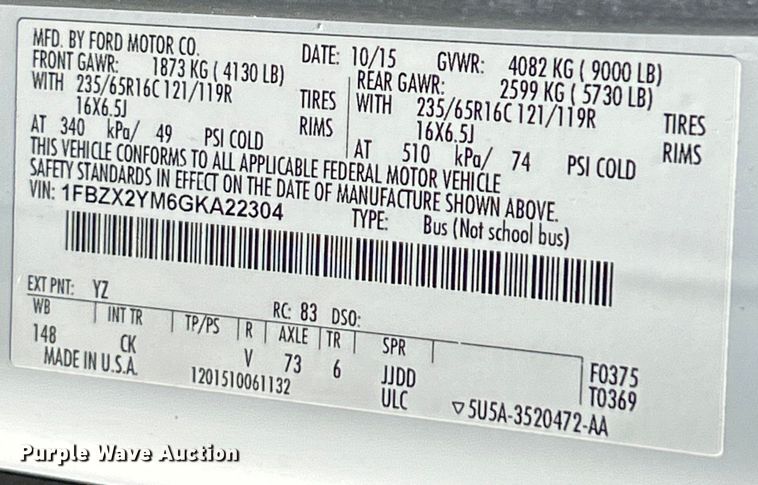 MFD. BY FORD MOTOR CO. DATE: 10/15 GVWR: 4082 KG (9000 LB)
FRONT GAWR: 1873 KG (4130 LB) REAR GAWR: 2599 KG (5730 LB)
WITH 235/65R16C 121/119R TIRES WITH 235/65R16C 121/119R TIRES
16X6.5J RIMS 16X6.5J RIMS
AT 340 kPa/ 49 PSI COLD AT 510 kPa/ 74 PSI COLD
THIS VEHICLE CONFORMS TO ALL APPLICABLE FEDERAL MOTOR VEHICLE
SAFETY STANDARDS IN EFFECT ON THE DATE OF MANUFACTURE SHOWN ABOVE.
VIN: 1FBZX2YM6GKA22304 TYPE: Bus (Not school bus)
EXT PNT: YZ RC: 83 DSO:
WB INT TR TP/PS R AXLE TR SPR
148 CK V 73 6 JJDD F0375
MADE IN U.S.A. 1201510061132 ULC T0369
▽5U5A-3520472-AA
Purple Wave Auction